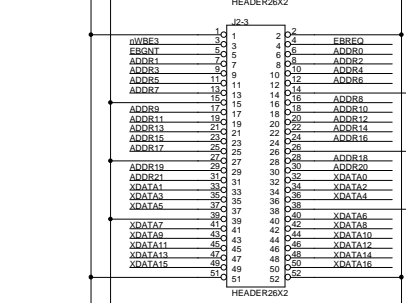 HEADER26X2
J2-3
1 1 2 2
nWBE3 3 3 4 4 EBREQ
EBGNT 5 5 6 6 ADDR0
ADDR1 7 7 8 8 ADDR2
ADDR3 9 9 10 10 ADDR4
ADDR5 11 11 12 12 ADDR6
ADDR7 13 13 14 14
15 15 16 16 ADDR8
ADDR9 17 17 18 18 ADDR10
ADDR11 19 19 20 20 ADDR12
ADDR13 21 21 22 22 ADDR14
ADDR15 23 23 24 24 ADDR16
ADDR17 25 25 26 26
27 27 28 28 ADDR18
ADDR19 29 29 30 30 ADDR20
ADDR21 31 31 32 32 XDATA0
XDATA1 33 33 34 34 XDATA2
XDATA3 35 35 36 36 XDATA4
XDATA5 37 37 38 38
39 39 40 40 XDATA6
XDATA7 41 41 42 42 XDATA8
XDATA9 43 43 44 44 XDATA10
XDATA11 45 45 46 46 XDATA12
XDATA13 47 47 48 48 XDATA14
XDATA15 49 49 50 50 XDATA16
51 51 52 52
HEADER26X2